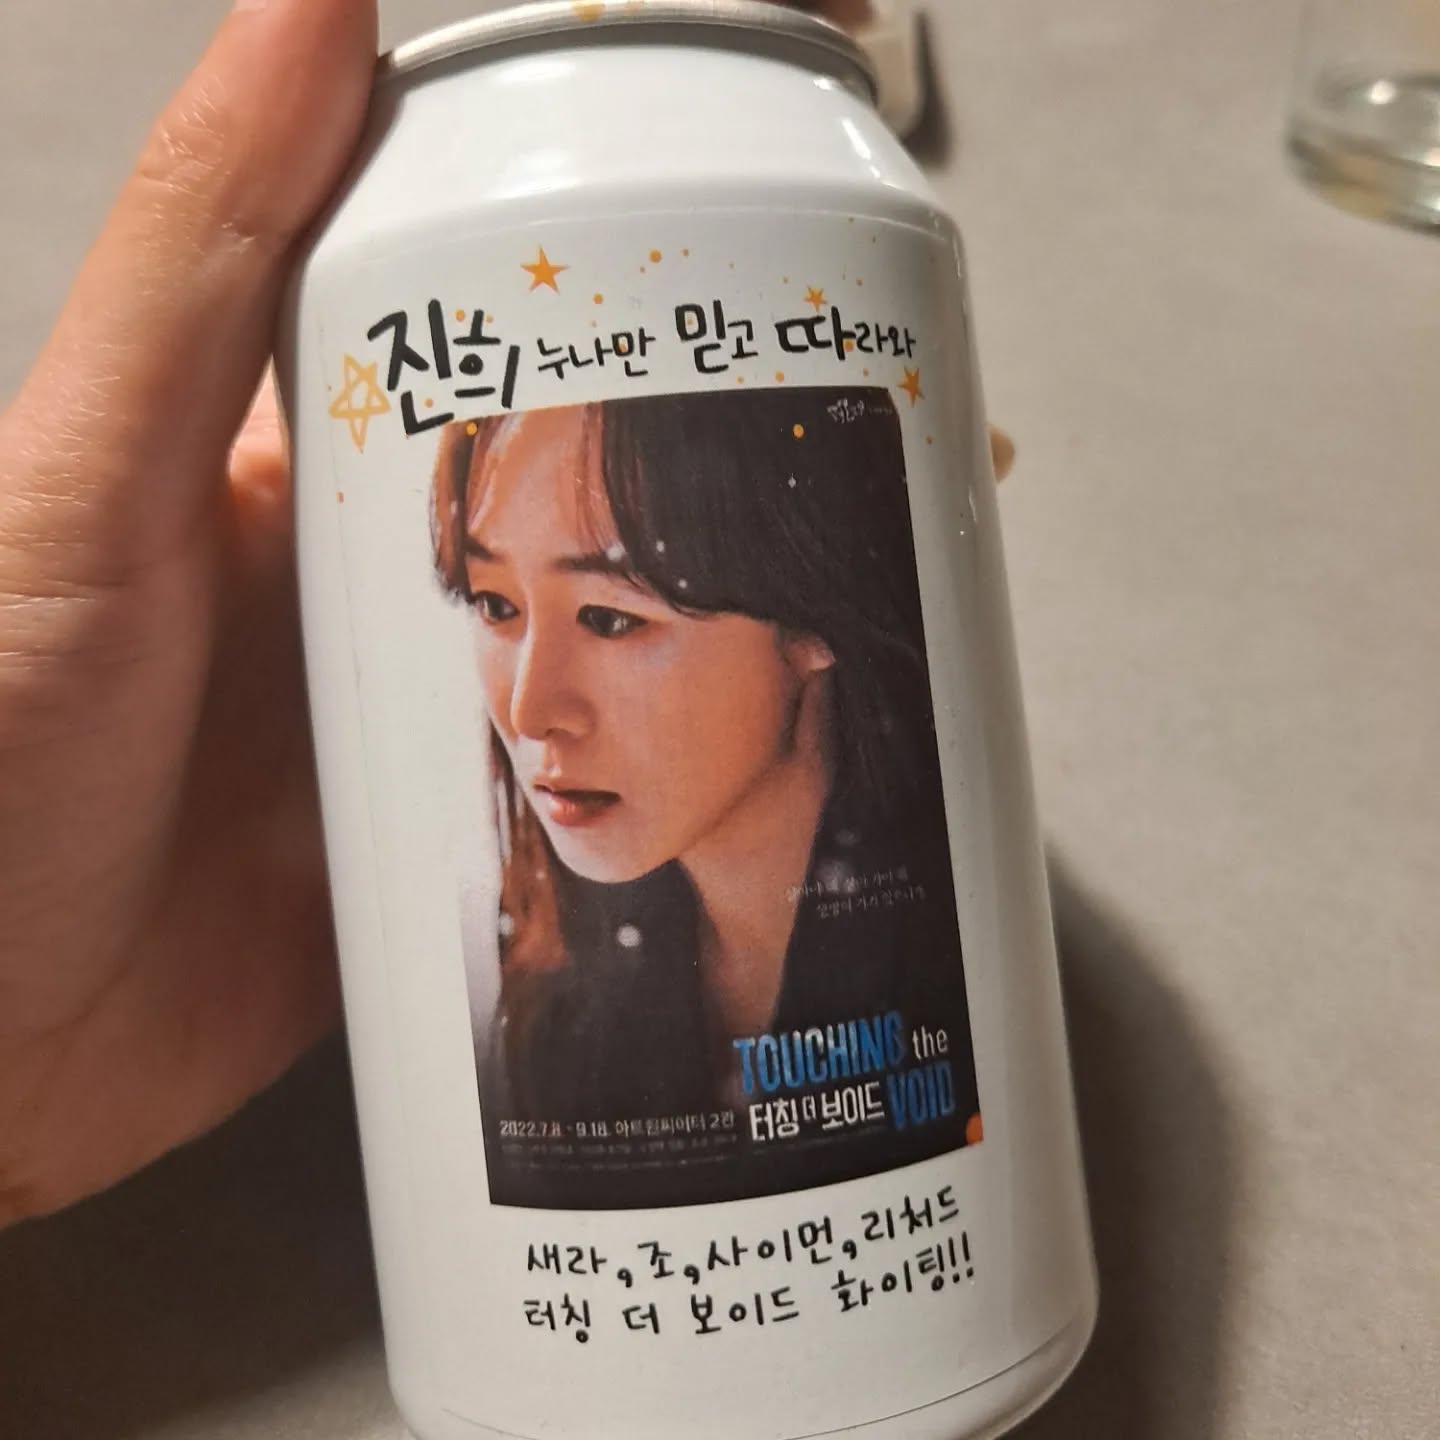 진희 누나만 믿고 따라와
TOUCHING the
터칭 더 보이드 VOID
2022.7.8 - 9.18 아트원씨어터 2관
새라, 조, 사이먼, 리처드
터칭 더 보이드 화이팅!!